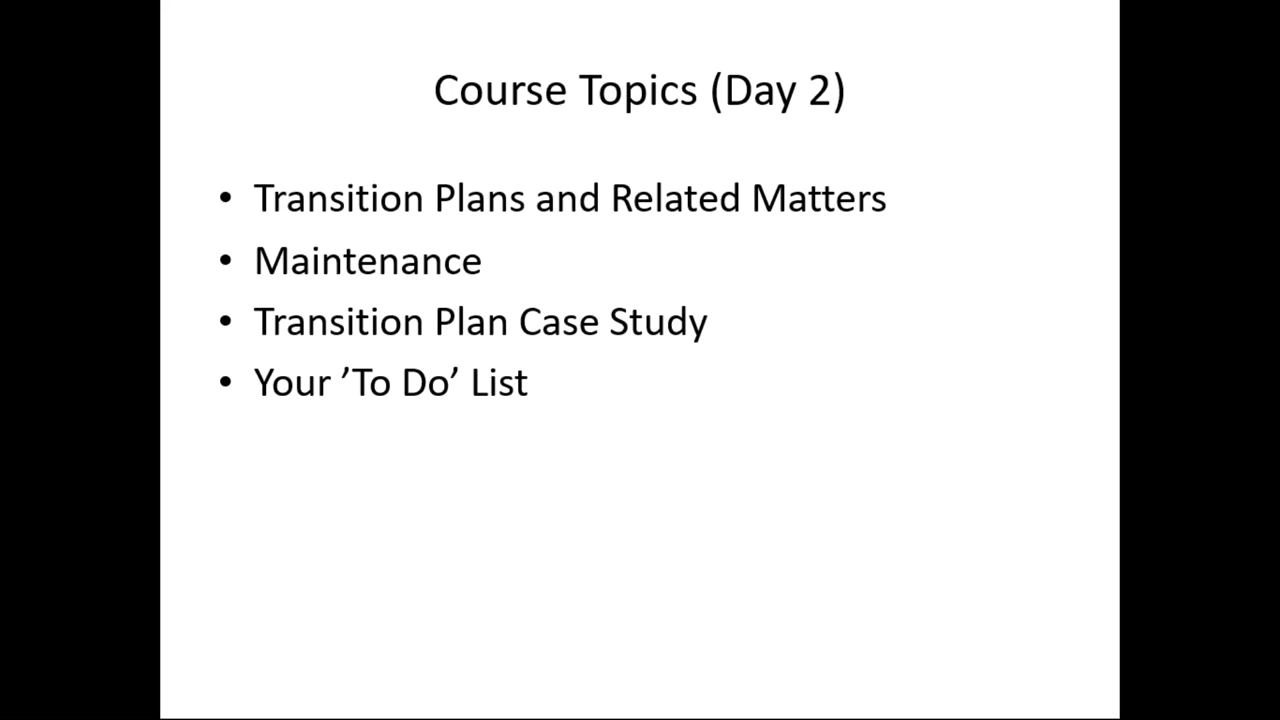 Course Topics (Day 2)
• Transition Plans and Related Matters
• Maintenance
• Transition Plan Case Study
• Your ’To Do’ List